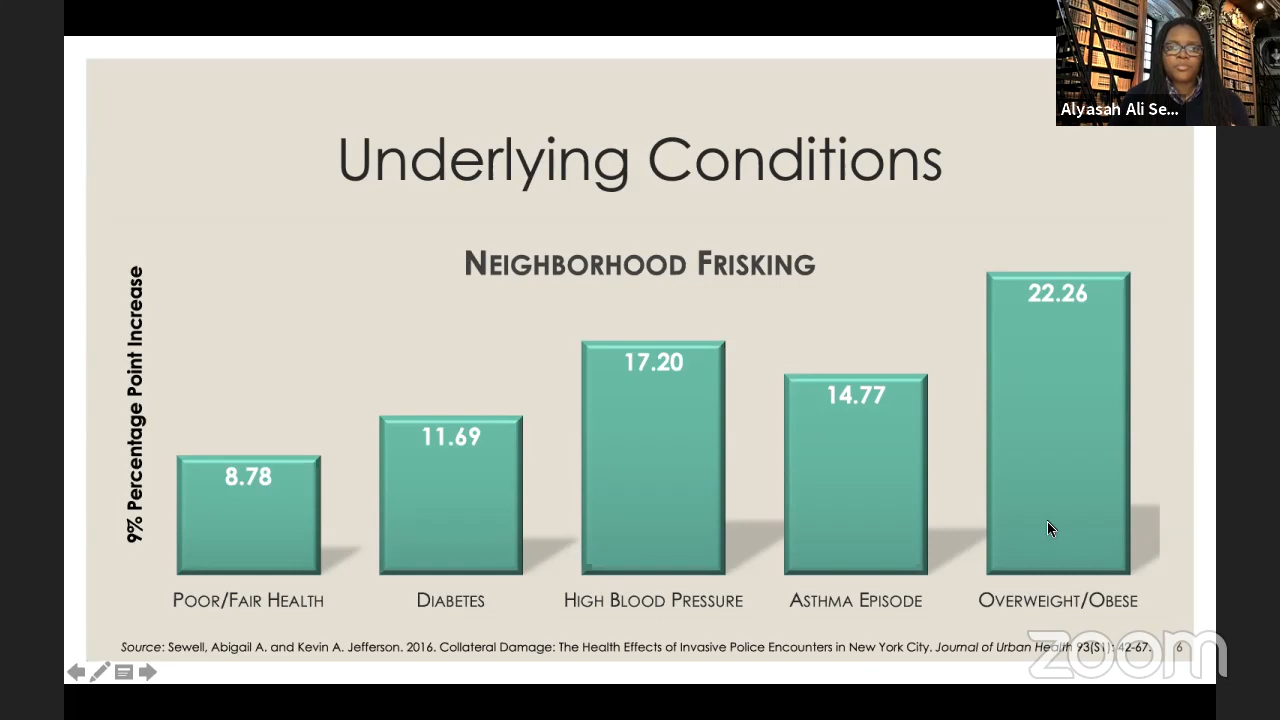 Alyasah Ali Se...
Underlying Conditions
NEIGHBORHOOD FRISKING
9% Percentage Point Increase
8.78
11.69
17.20
14.77
22.26
POOR/FAIR HEALTH
DIABETES
HIGH BLOOD PRESSURE
ASTHMA EPISODE
OVERWEIGHT/OBESE
Source: Sewell, Abigail A. and Kevin A. Jefferson. 2016. Collateral Damage: The Health Effects of Invasive Police Encounters in New York City. Journal of Urban Health 93(S1): 42-67.
6
zoom